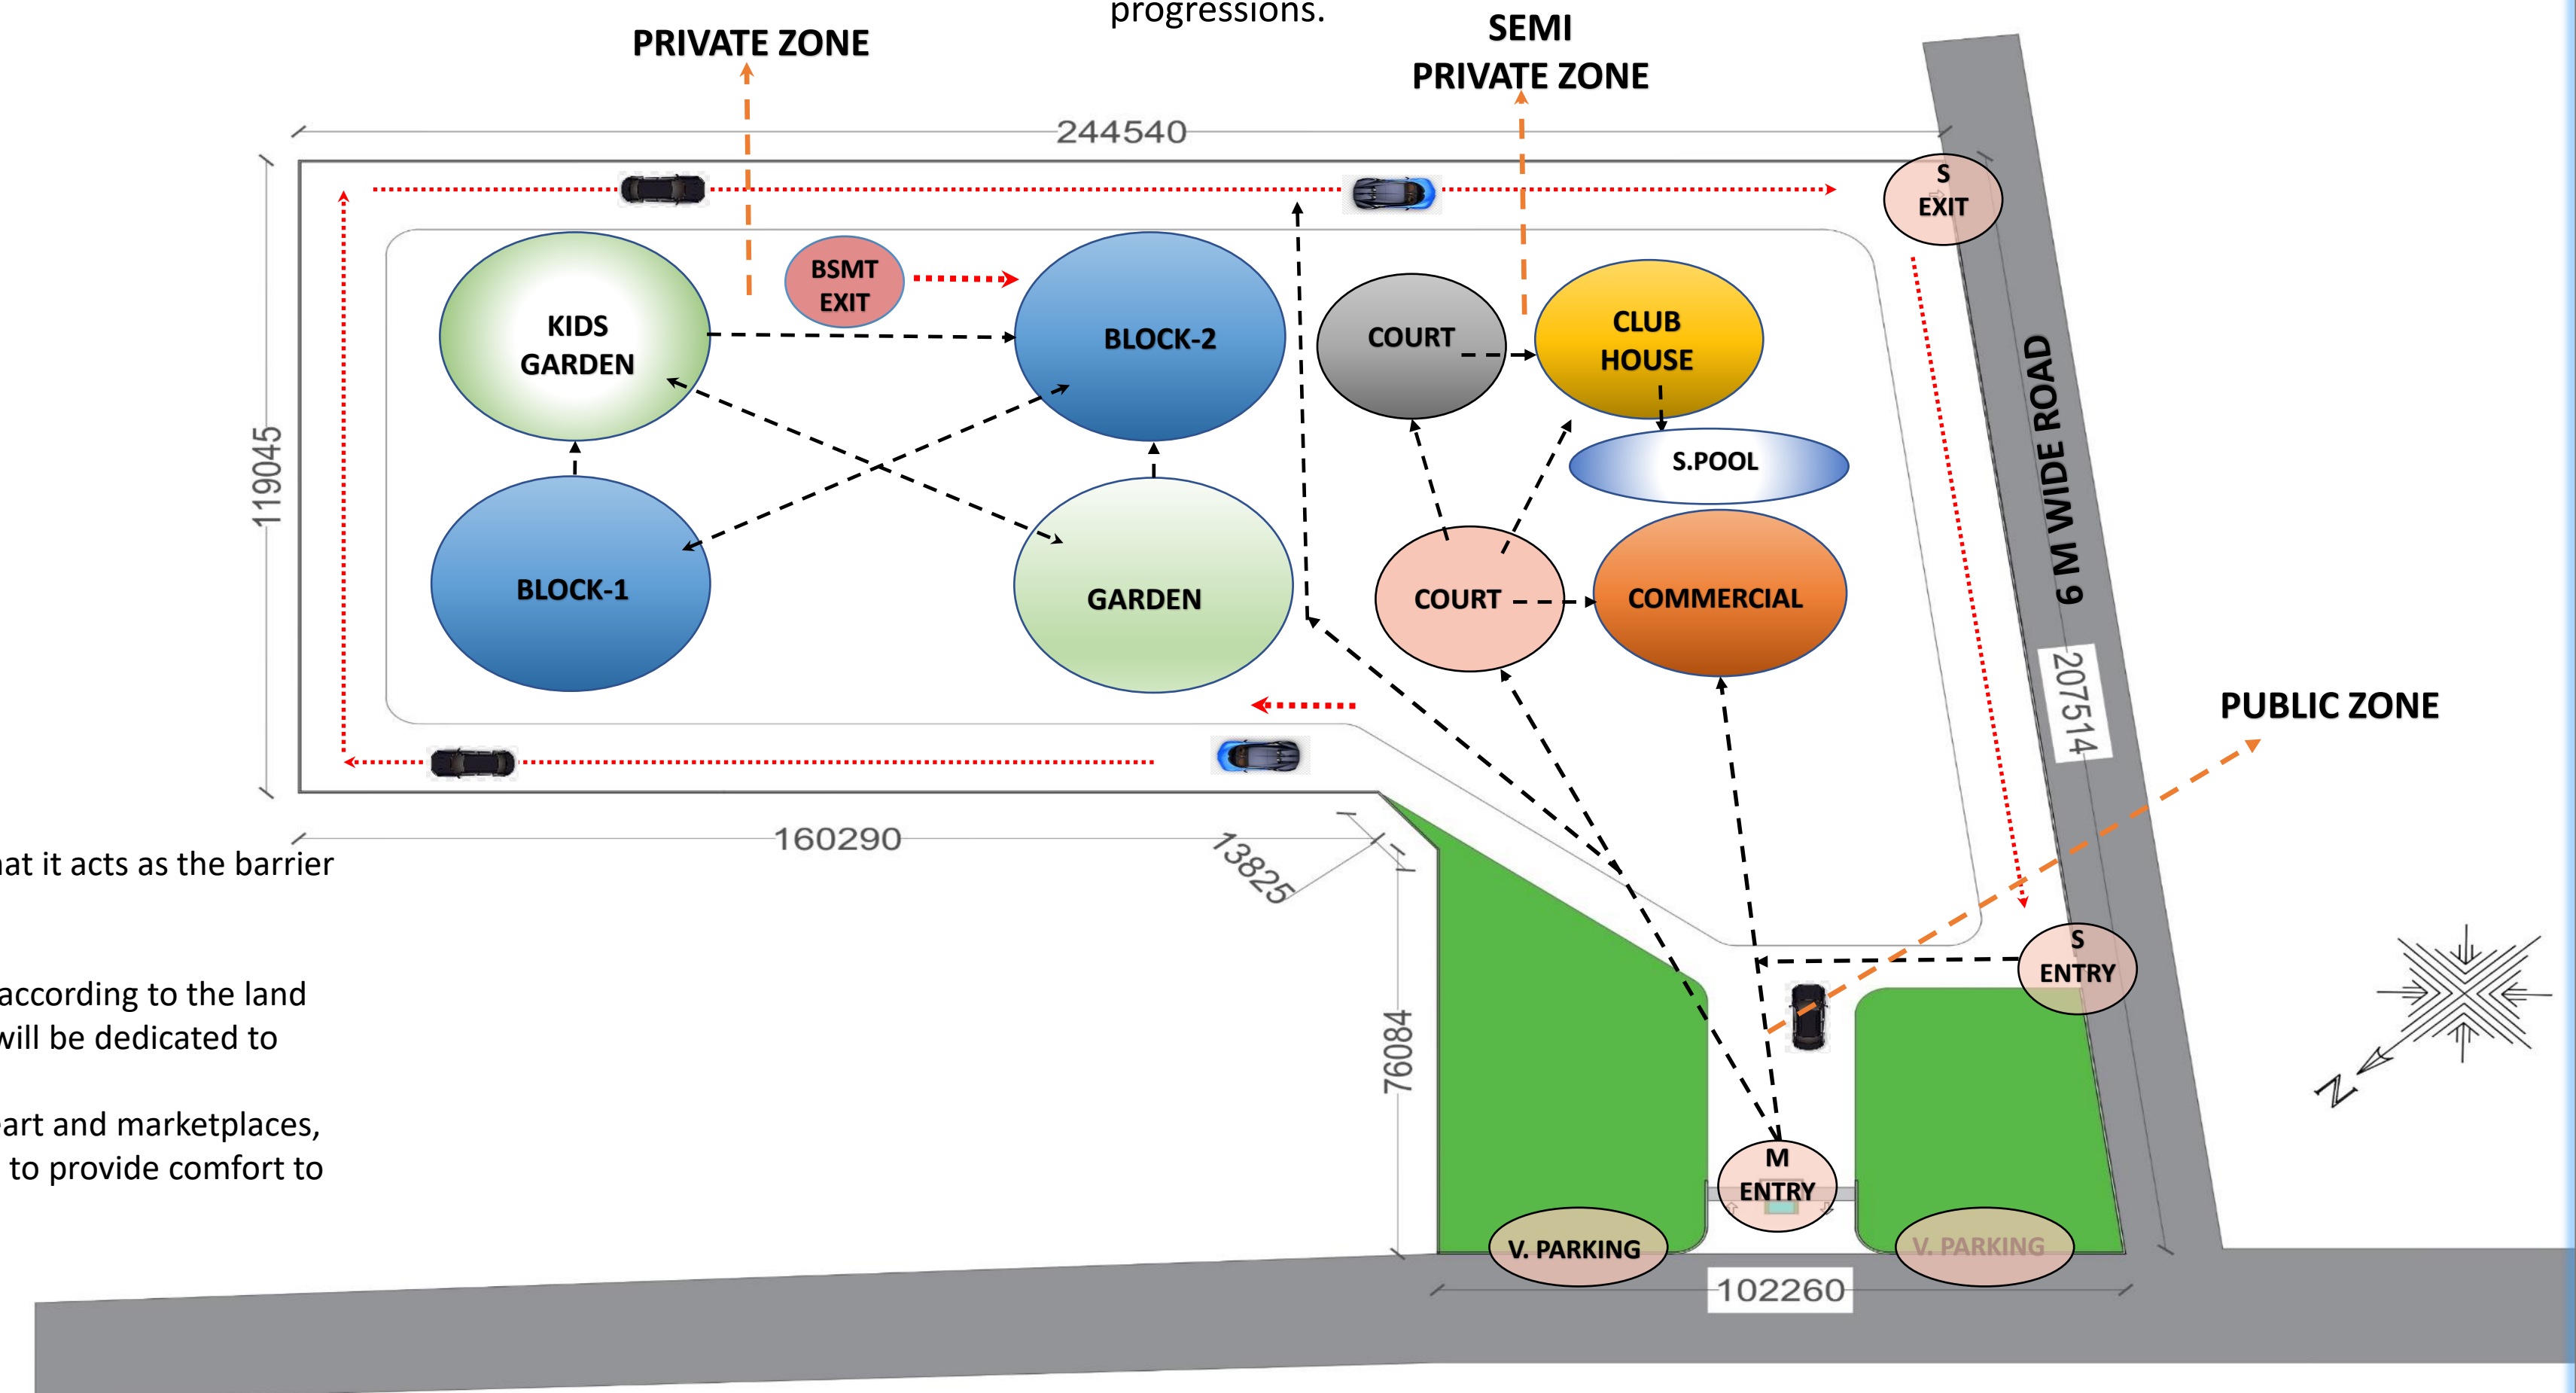 progressions.
PRIVATE ZONE
SEMI
PRIVATE ZONE
244540
S
EXIT
BSMT
EXIT
KIDS
GARDEN
BLOCK-2
COURT
CLUB
HOUSE
S.POOL
119045
6 M WIDE ROAD
BLOCK-1
GARDEN
COURT
COMMERCIAL
207514
PUBLIC ZONE
160290
13825
hat it acts as the barrier
S
ENTRY
according to the land
will be dedicated to
76084
N
art and marketplaces,
to provide comfort to
M
ENTRY
V. PARKING
V. PARKING
102260